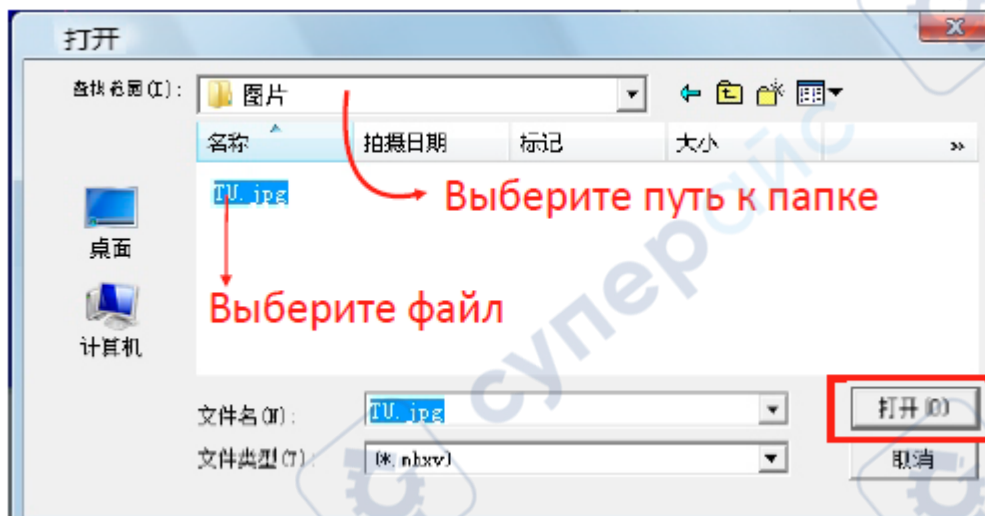 打开
查找范围(I):
图片
名称 拍摄日期 标记 大小 »
TU.jpg
Выберите путь к папке
桌面
Выберите файл
计算机
文件名(N): TU.jpg 打开(O)
文件类型(T): (*.nhxv) 取消
суперайс